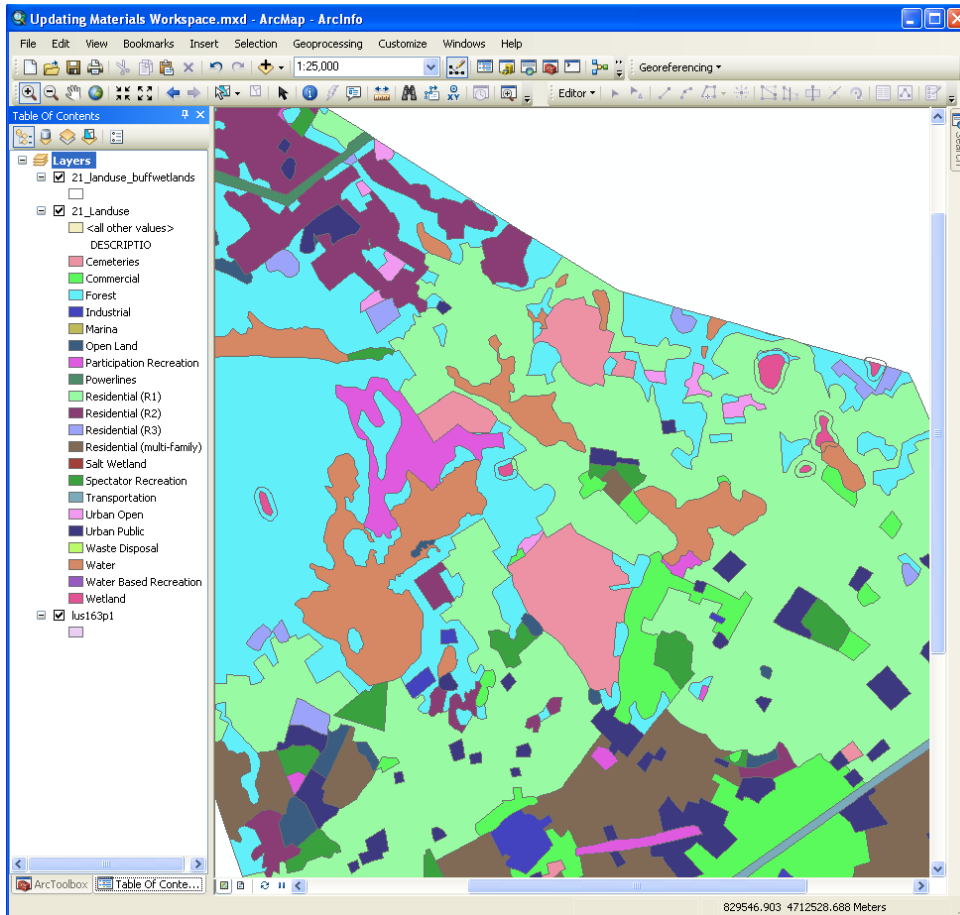 Updating Materials Workspace.mxd - ArcMap - ArcInfo
File Edit View Bookmarks Insert Selection Geoprocessing Customize Windows Help
1:25,000 Georeferencing
Editor
Table Of Contents
Search
Layers
21_landuse_buffwetlands
21_Landuse
<all other values>
DESCRIPTIO
Cemeteries
Commercial
Forest
Industrial
Marina
Open Land
Participation Recreation
Powerlines
Residential (R1)
Residential (R2)
Residential (R3)
Residential (multi-family)
Salt Wetland
Spectator Recreation
Transportation
Urban Open
Urban Public
Waste Disposal
Water
Water Based Recreation
Wetland
lus163p1
ArcToolbox Table Of Conte...
829546.903 4712528.688 Meters